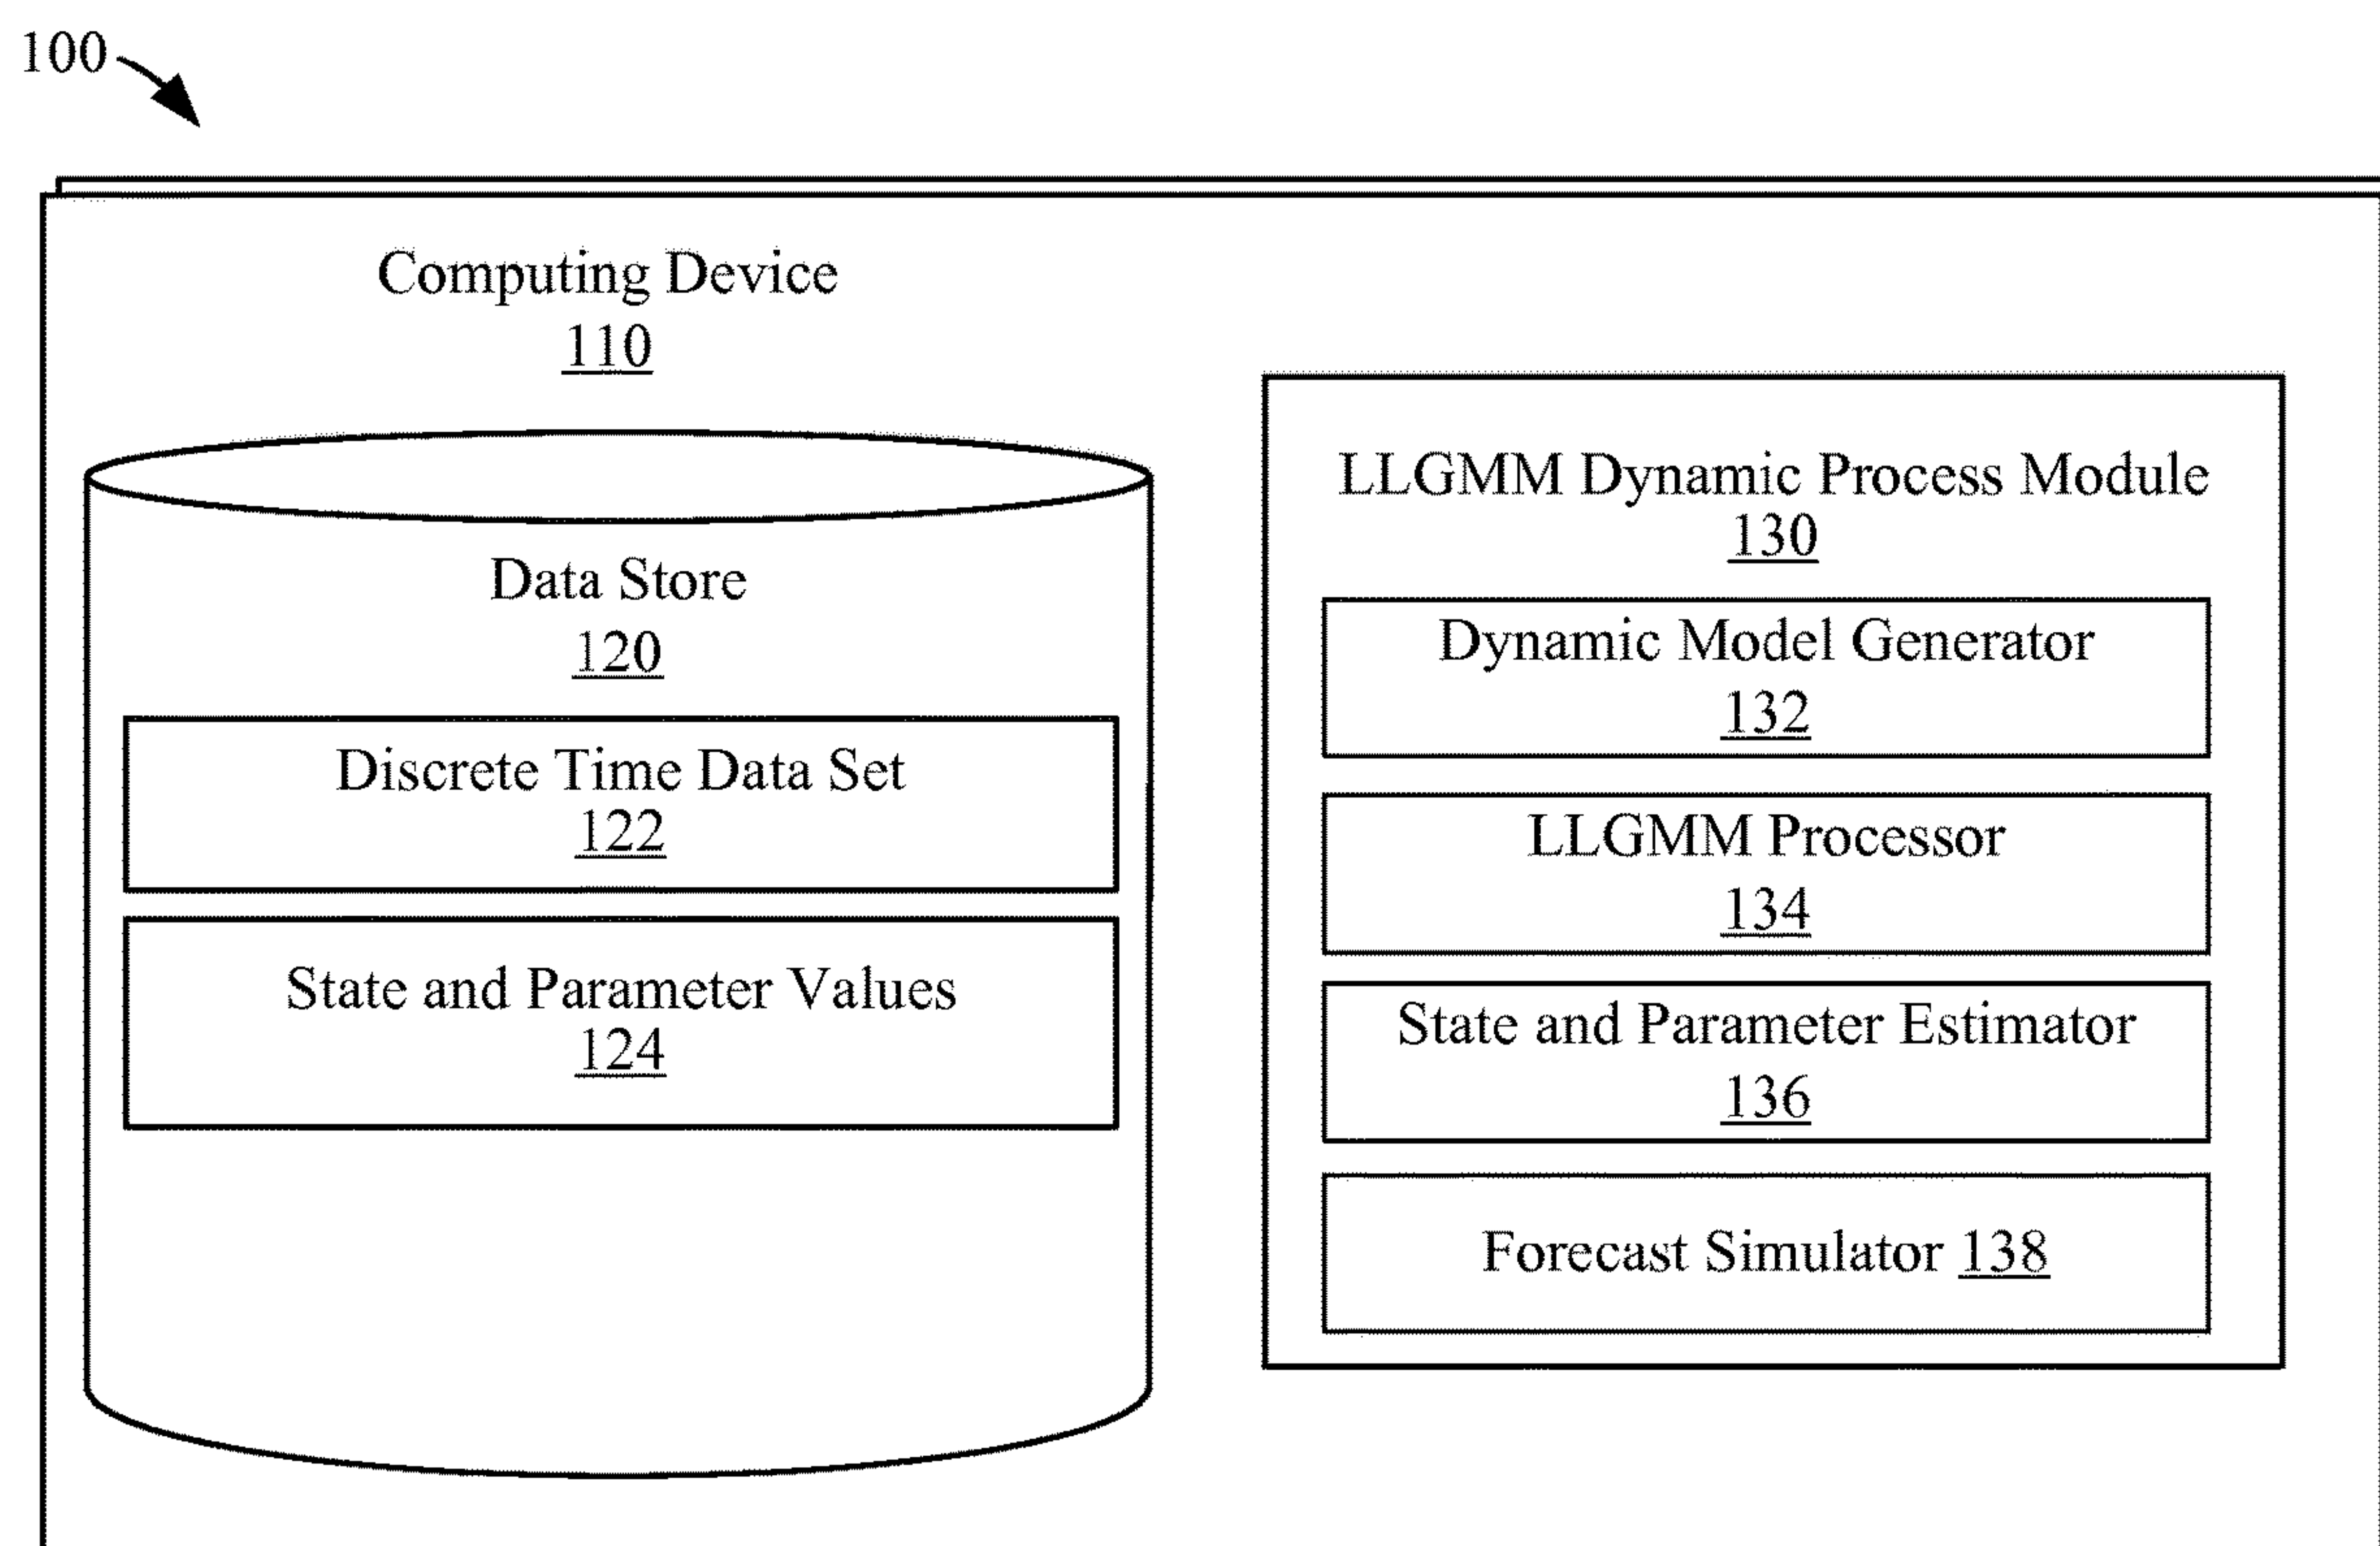 100
Computing Device
110
Data Store
120
Discrete Time Data Set
122
State and Parameter Values
124
LLGMM Dynamic Process Module
130
Dynamic Model Generator
132
LLGMM Processor
134
State and Parameter Estimator
136
Forecast Simulator 138